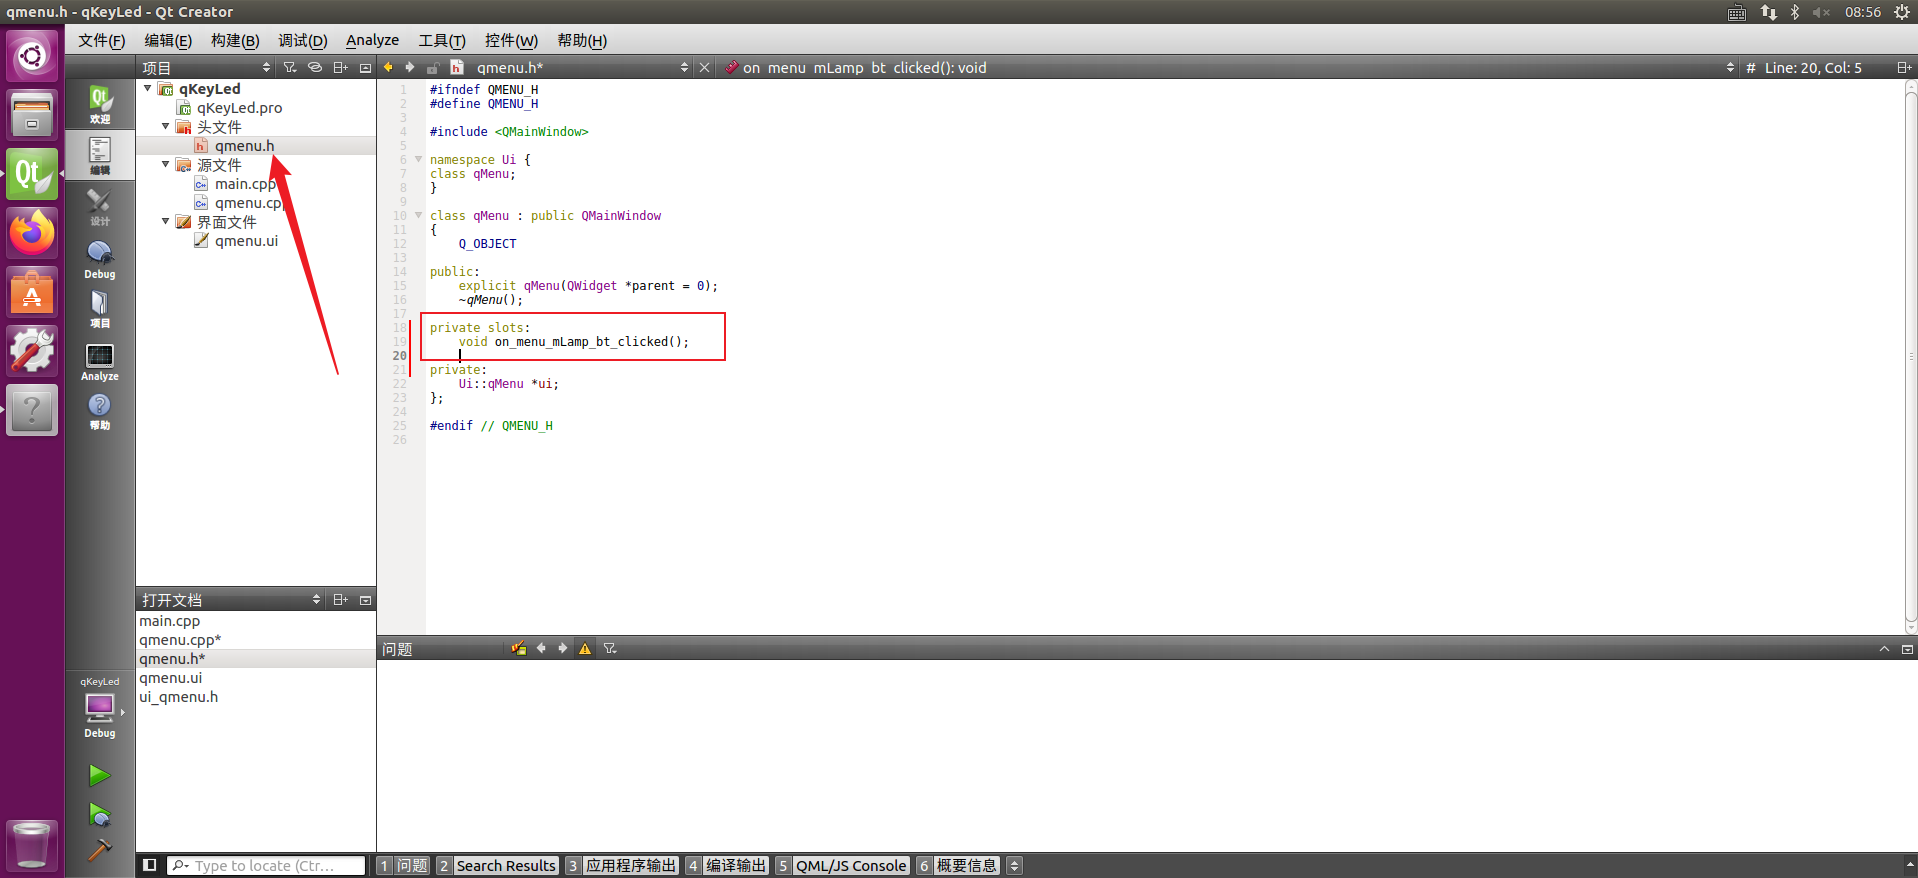 qmenu.h - qKeyLed - Qt Creator
08:56
文件(F) 编辑(E) 构建(B) 调试(D) Analyze 工具(T) 控件(W) 帮助(H)
项目
qmenu.h*
on_menu_mLamp_bt_clicked(): void
# Line: 20, Col: 5
欢迎
编辑
设计
Debug
项目
Analyze
帮助
qKeyLed
qKeyLed.pro
头文件
qmenu.h
源文件
main.cpp
qmenu.cpp
界面文件
qmenu.ui
1 #ifndef QMENU_H
2 #define QMENU_H
3
4 #include <QMainWindow>
5
6 namespace Ui {
7 class qMenu;
8 }
9
10 class qMenu : public QMainWindow
11 {
12 Q_OBJECT
13
14 public:
15 explicit qMenu(QWidget *parent = 0);
16 ~qMenu();
17
18 private slots:
19 void on_menu_mLamp_bt_clicked();
20
21 private:
22 Ui::qMenu *ui;
23 };
24
25 #endif // QMENU_H
26
打开文档
main.cpp
qmenu.cpp*
qmenu.h*
qmenu.ui
ui_qmenu.h
问题
qKeyLed
Debug
Type to locate (Ctr...
1 问题 2 Search Results 3 应用程序输出 4 编译输出 5 QML/JS Console 6 概要信息